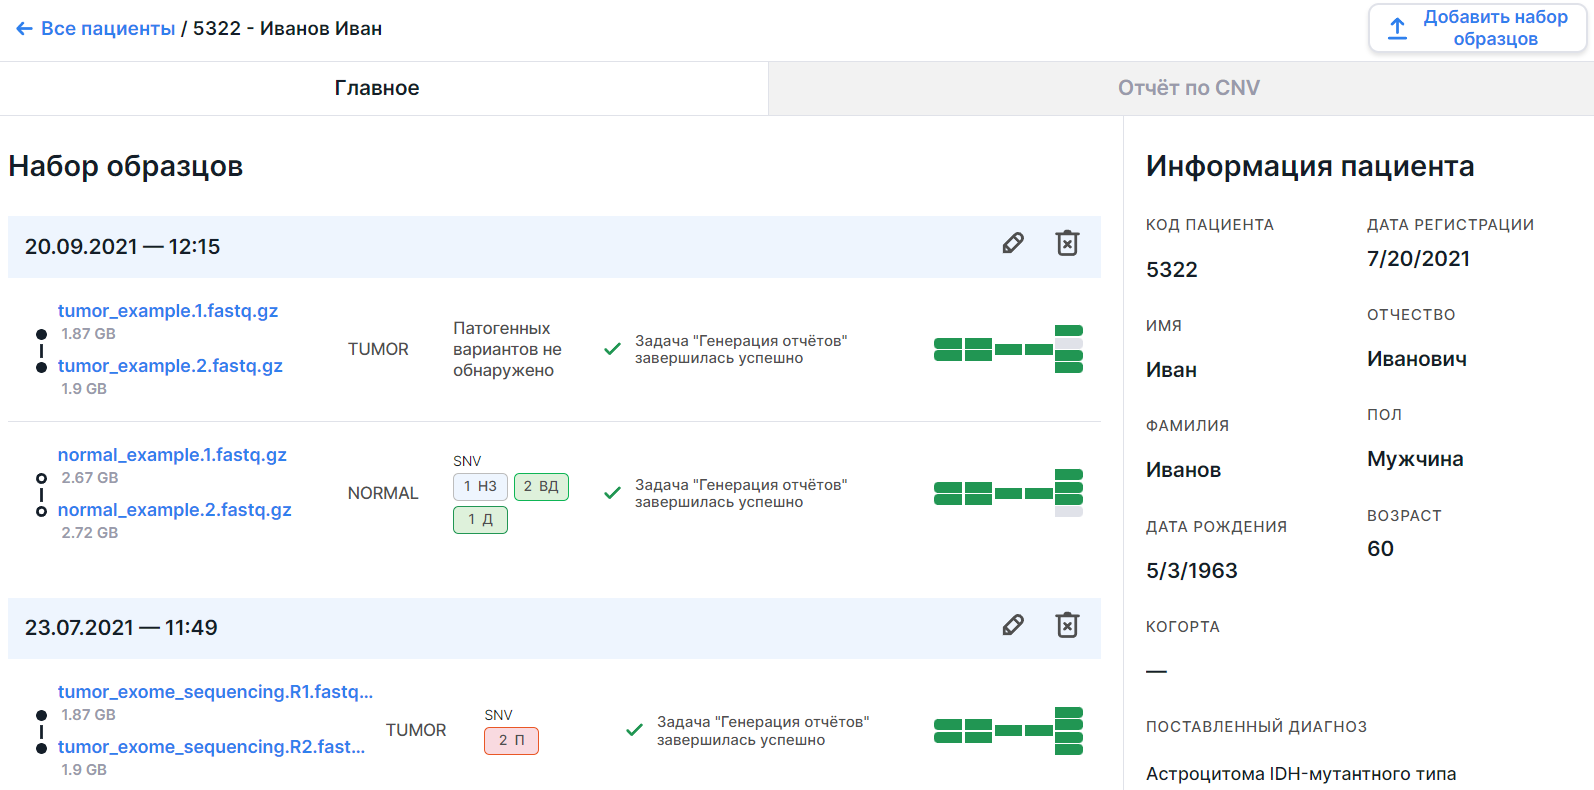 ← Все пациенты / 5322 - Иванов Иван
Добавить набор
образцов
Главное
Отчёт по CNV
Набор образцов
20.09.2021 — 12:15
tumor_example.1.fastq.gz
1.87 GB
tumor_example.2.fastq.gz
1.9 GB
TUMOR
Патогенных
вариантов не
обнаружено
Задача "Генерация отчётов"
завершилась успешно
normal_example.1.fastq.gz
2.67 GB
normal_example.2.fastq.gz
2.72 GB
NORMAL
SNV
1 НЗ 2 ВД
1 Д
Задача "Генерация отчётов"
завершилась успешно
23.07.2021 — 11:49
tumor_exome_sequencing.R1.fastq...
1.87 GB
tumor_exome_sequencing.R2.fast...
1.9 GB
TUMOR
SNV
2 П
Задача "Генерация отчётов"
завершилась успешно
Информация пациента
КОД ПАЦИЕНТА
5322
ДАТА РЕГИСТРАЦИИ
7/20/2021
ИМЯ
Иван
ОТЧЕСТВО
Иванович
ФАМИЛИЯ
Иванов
ПОЛ
Мужчина
ДАТА РОЖДЕНИЯ
5/3/1963
ВОЗРАСТ
60
КОГОРТА
—
ПОСТАВЛЕННЫЙ ДИАГНОЗ
Астроцитома IDH-мутантного типа